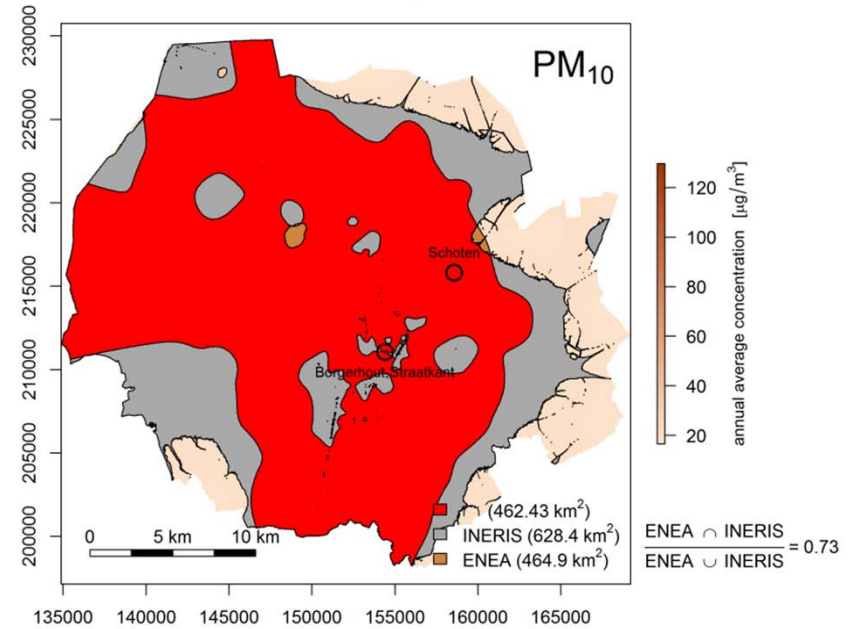 PM10
230000
225000
220000
215000
210000
205000
200000
Schoten
Borgerhout, Straatkant
0 5 km 10 km
(462.43 km²)
INERIS (628.4 km²)
ENEA (464.9 km²)
135000 140000 145000 150000 155000 160000 165000
120
100
80
60
40
20
annual average concentration [µg/m³]
ENEA ∩ INERIS
ENEA ∪ INERIS
= 0.73